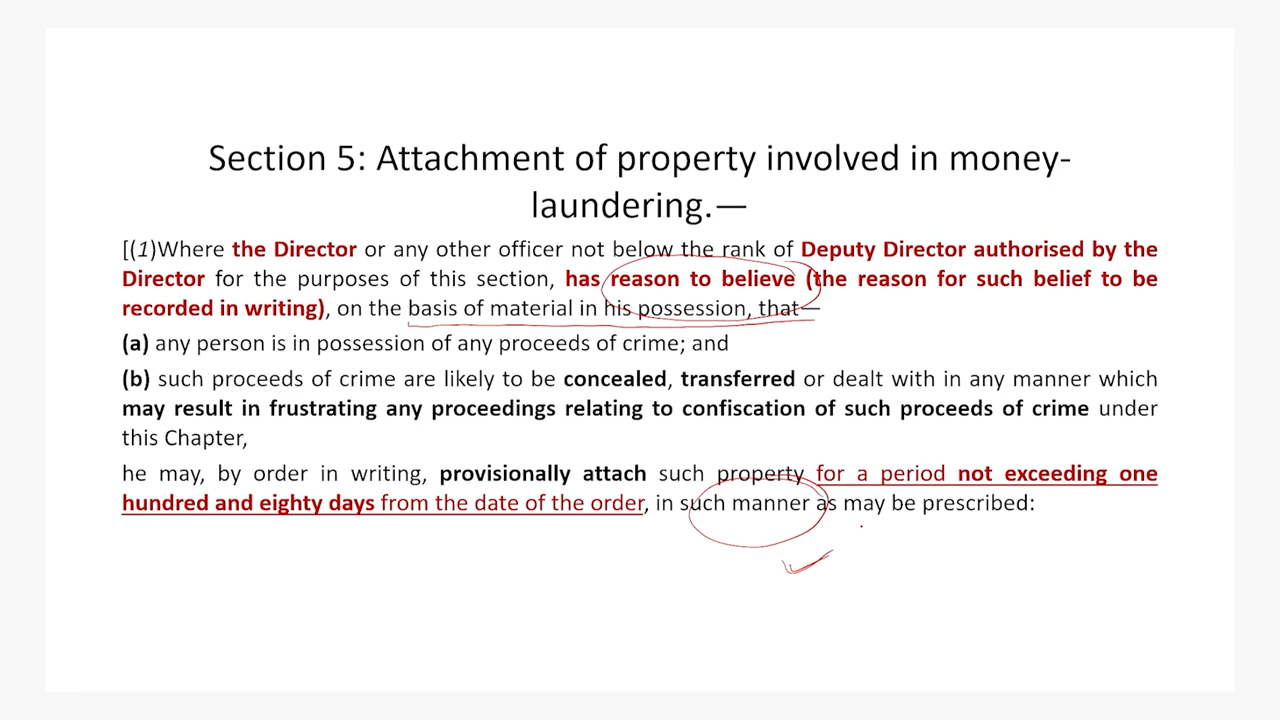 Section 5: Attachment of property involved in money-
laundering.—
[(1)Where the Director or any other officer not below the rank of Deputy Director authorised by the
Director for the purposes of this section, has reason to believe (the reason for such belief to be
recorded in writing), on the basis of material in his possession, that—
(a) any person is in possession of any proceeds of crime; and
(b) such proceeds of crime are likely to be concealed, transferred or dealt with in any manner which
may result in frustrating any proceedings relating to confiscation of such proceeds of crime under
this Chapter,
he may, by order in writing, provisionally attach such property for a period not exceeding one
hundred and eighty days from the date of the order, in such manner as may be prescribed: